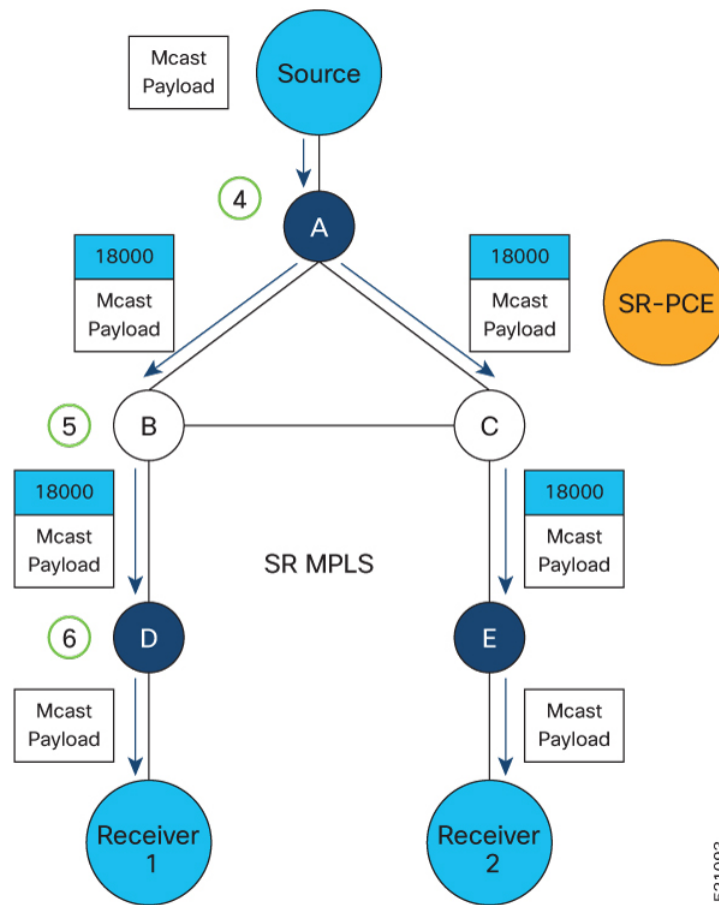 Mcast
Payload
Source
4
A
18000
Mcast
Payload
18000
Mcast
Payload
SR-PCE
5
B
C
18000
Mcast
Payload
18000
Mcast
Payload
SR MPLS
6
D
E
Mcast
Payload
Mcast
Payload
Receiver
1
Receiver
2